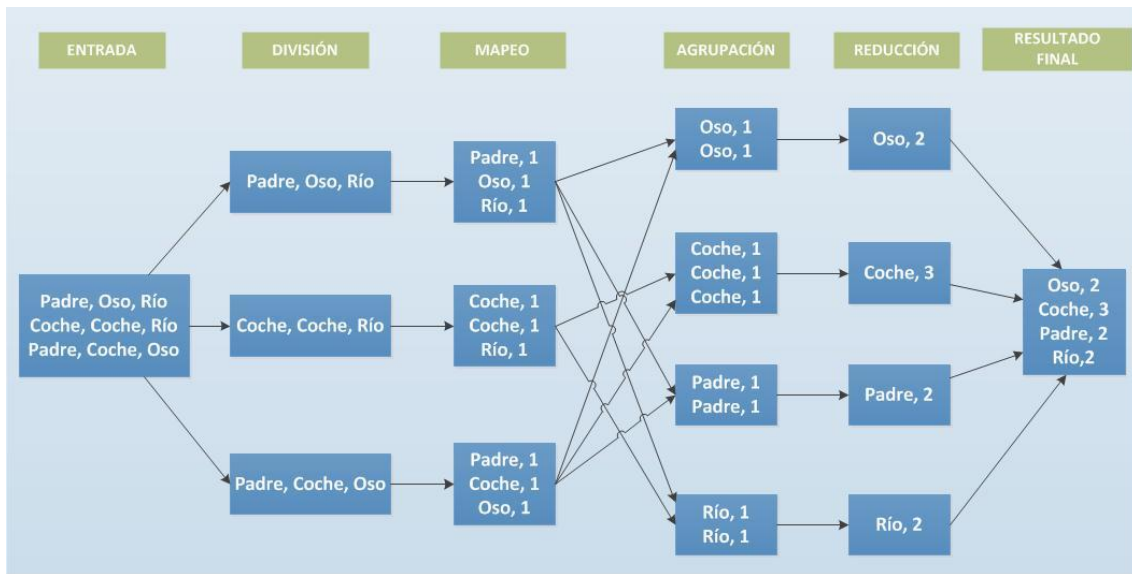 ENTRADA
DIVISIÓN
MAPEO
AGRUPACIÓN
REDUCCIÓN
RESULTADO
FINAL
Padre, Oso, Río
Coche, Coche, Río
Padre, Coche, Oso
Padre, Oso, Río
Coche, Coche, Río
Padre, Coche, Oso
Padre, 1
Oso, 1
Río, 1
Coche, 1
Coche, 1
Río, 1
Padre, 1
Coche, 1
Oso, 1
Oso, 1
Oso, 1
Coche, 1
Coche, 1
Coche, 1
Padre, 1
Padre, 1
Río, 1
Río, 1
Oso, 2
Coche, 3
Padre, 2
Río, 2
Oso, 2
Coche, 3
Padre, 2
Río,2